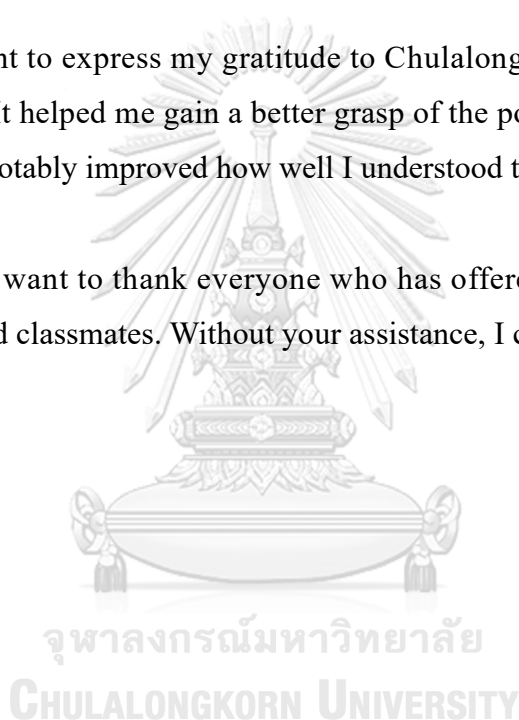 nt to express my gratitude to Chulalong
t helped me gain a better grasp of the po
otably improved how well I understood t
want to thank everyone who has offere
d classmates. Without your assistance, I c
จุฬาลงกรณ์มหาวิทยาลัย
CHULALONGKORN UNIVERSITY